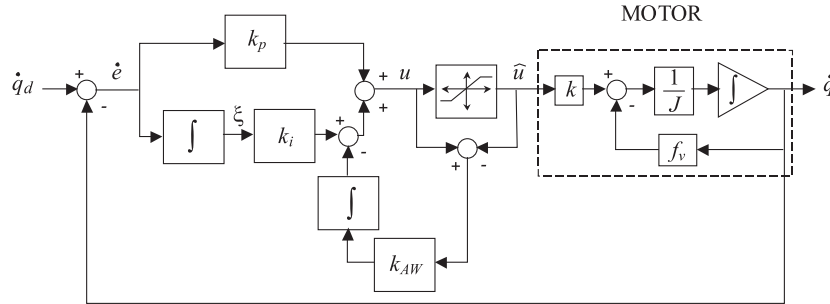 MOTOR
q̇d
+
-
ė
kp
∫
ξ
ki
+
-
+
+
u
û
k
+
-
1
J
∫
q̇
fv
+
-
∫
kAW